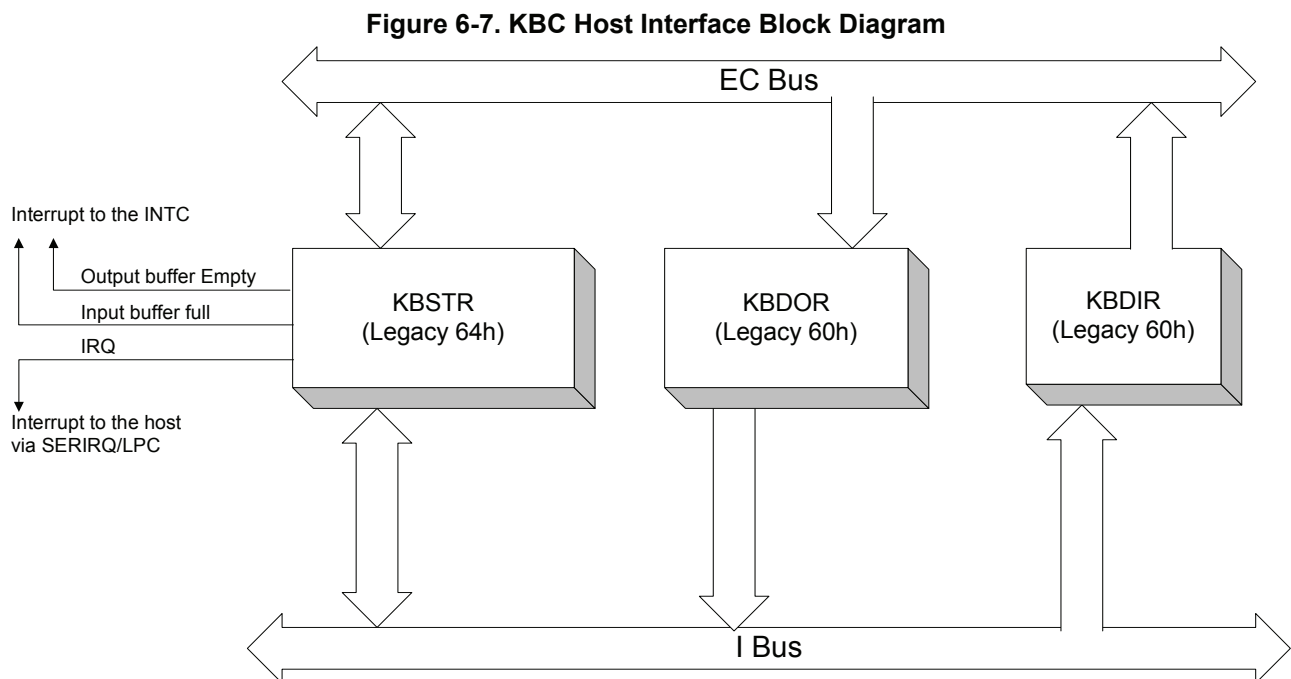 Figure 6-7. KBC Host Interface Block Diagram
EC Bus
Interrupt to the INTC
Output buffer Empty
Input buffer full
IRQ
Interrupt to the host
via SERIRQ/LPC
KBSTR
(Legacy 64h)
KBDOR
(Legacy 60h)
KBDIR
(Legacy 60h)
I Bus